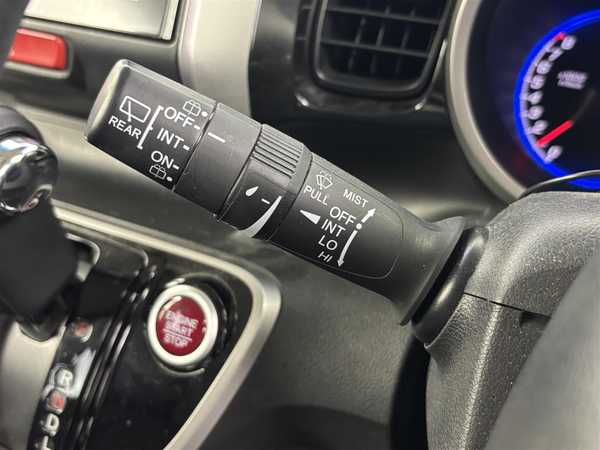 OFF
INT
REAR
ON
MIST
PULL
OFF
INT
LO
HI
ENGINE
START
STOP
R